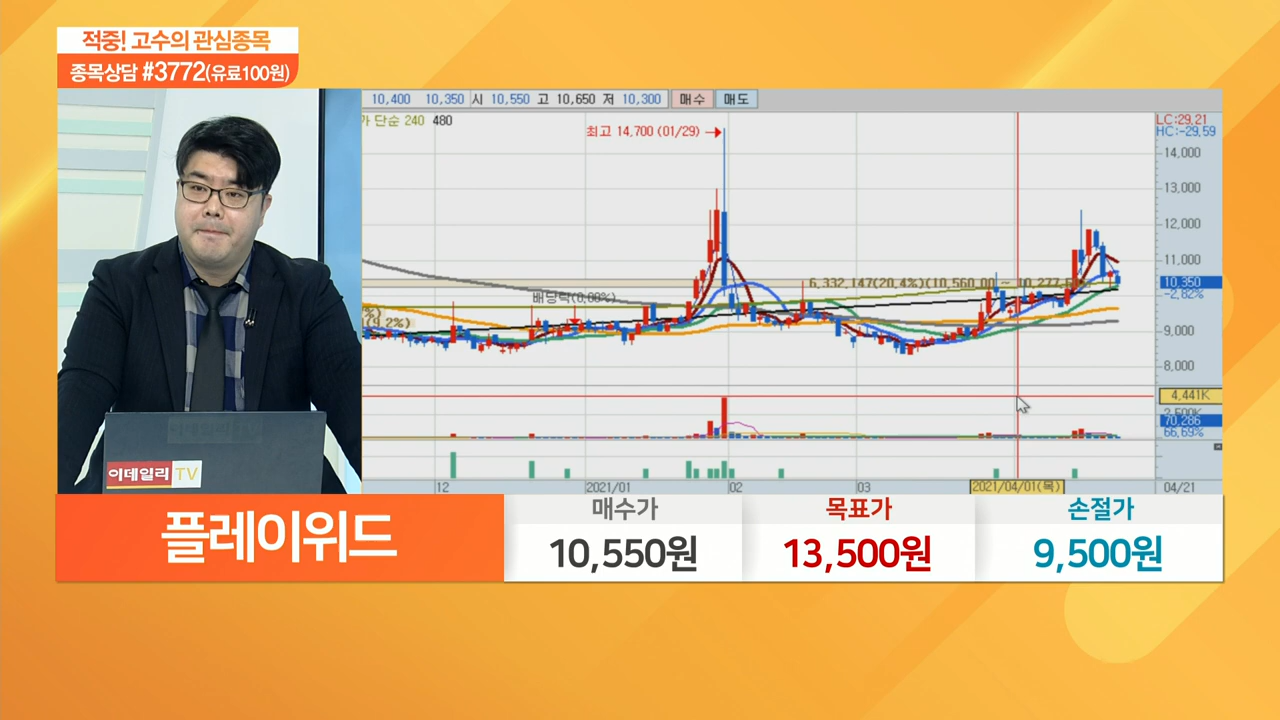 적중! 고수의 관심종목
종목상담 #3772(유료100원)
10,400 10,350 시 10,550 고 10,650 저 10,300 매수 매도
가 단순 240 480
최고 14,700 (01/29)
LC:29.21
HC:-29.59
14,000
13,000
12,000
11,000
6,332,147(20.4%)(10,560.00 ~ 10,277.
10,350
-2.82%
배당락(0.08%)
9,000
8,000
4,441K
70,286
66.69%
12 2021/01 02 03 2021/04/01(목) 04/21
이데일리 TV
플레이위드
매수가 목표가 손절가
10,550원 13,500원 9,500원